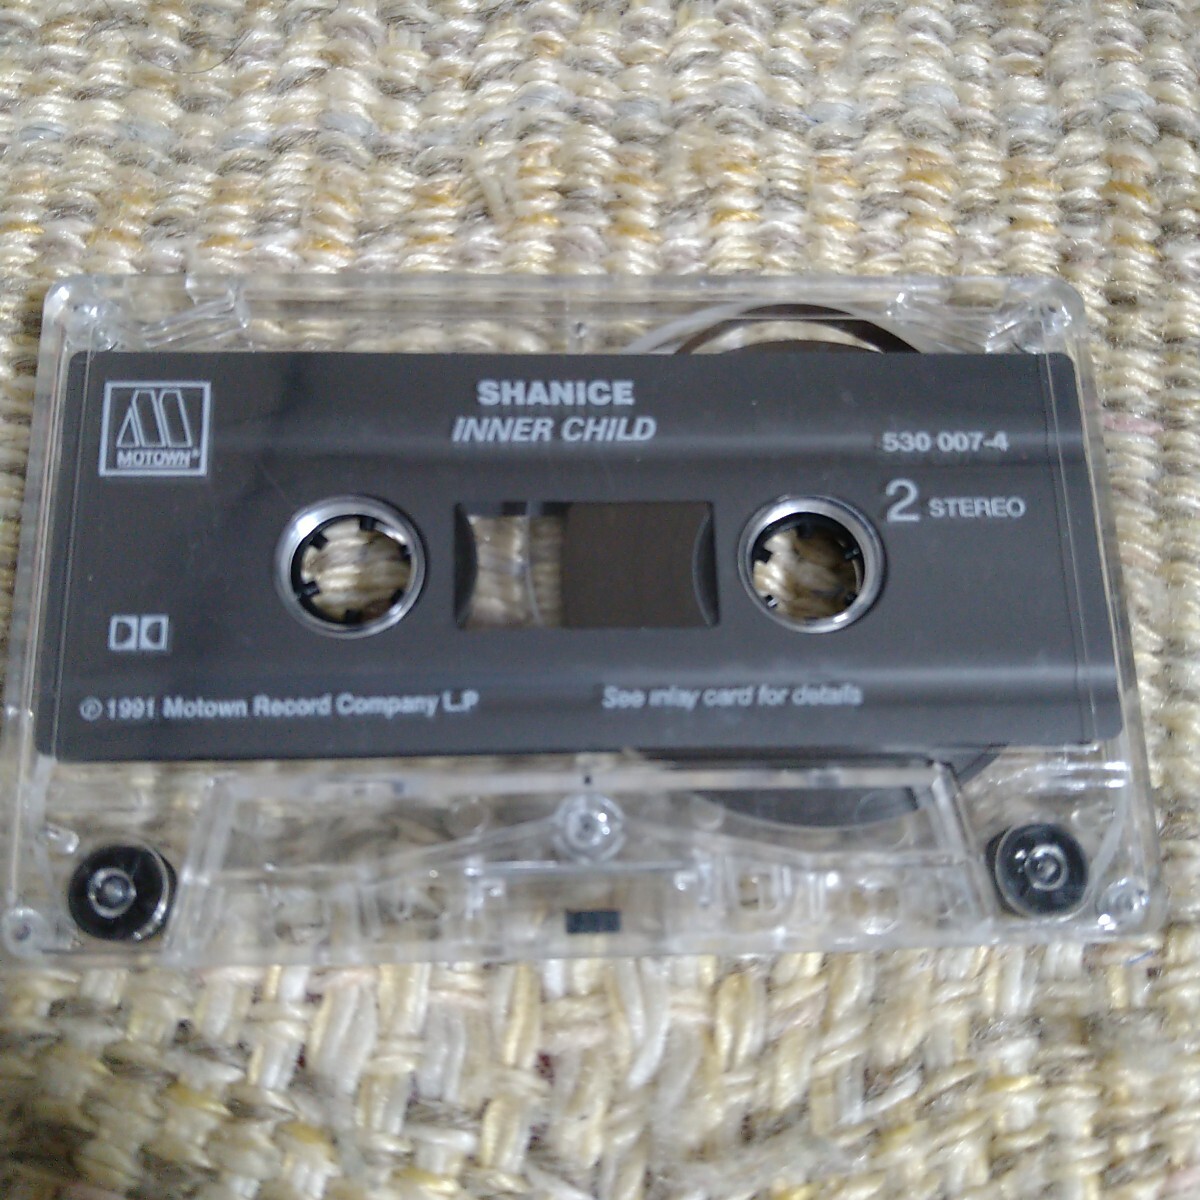 SHANICE
INNER CHILD
MOTOWN®
530 007-4
2 STEREO
℗ 1991 Motown Record Company L.P
See inlay card for details